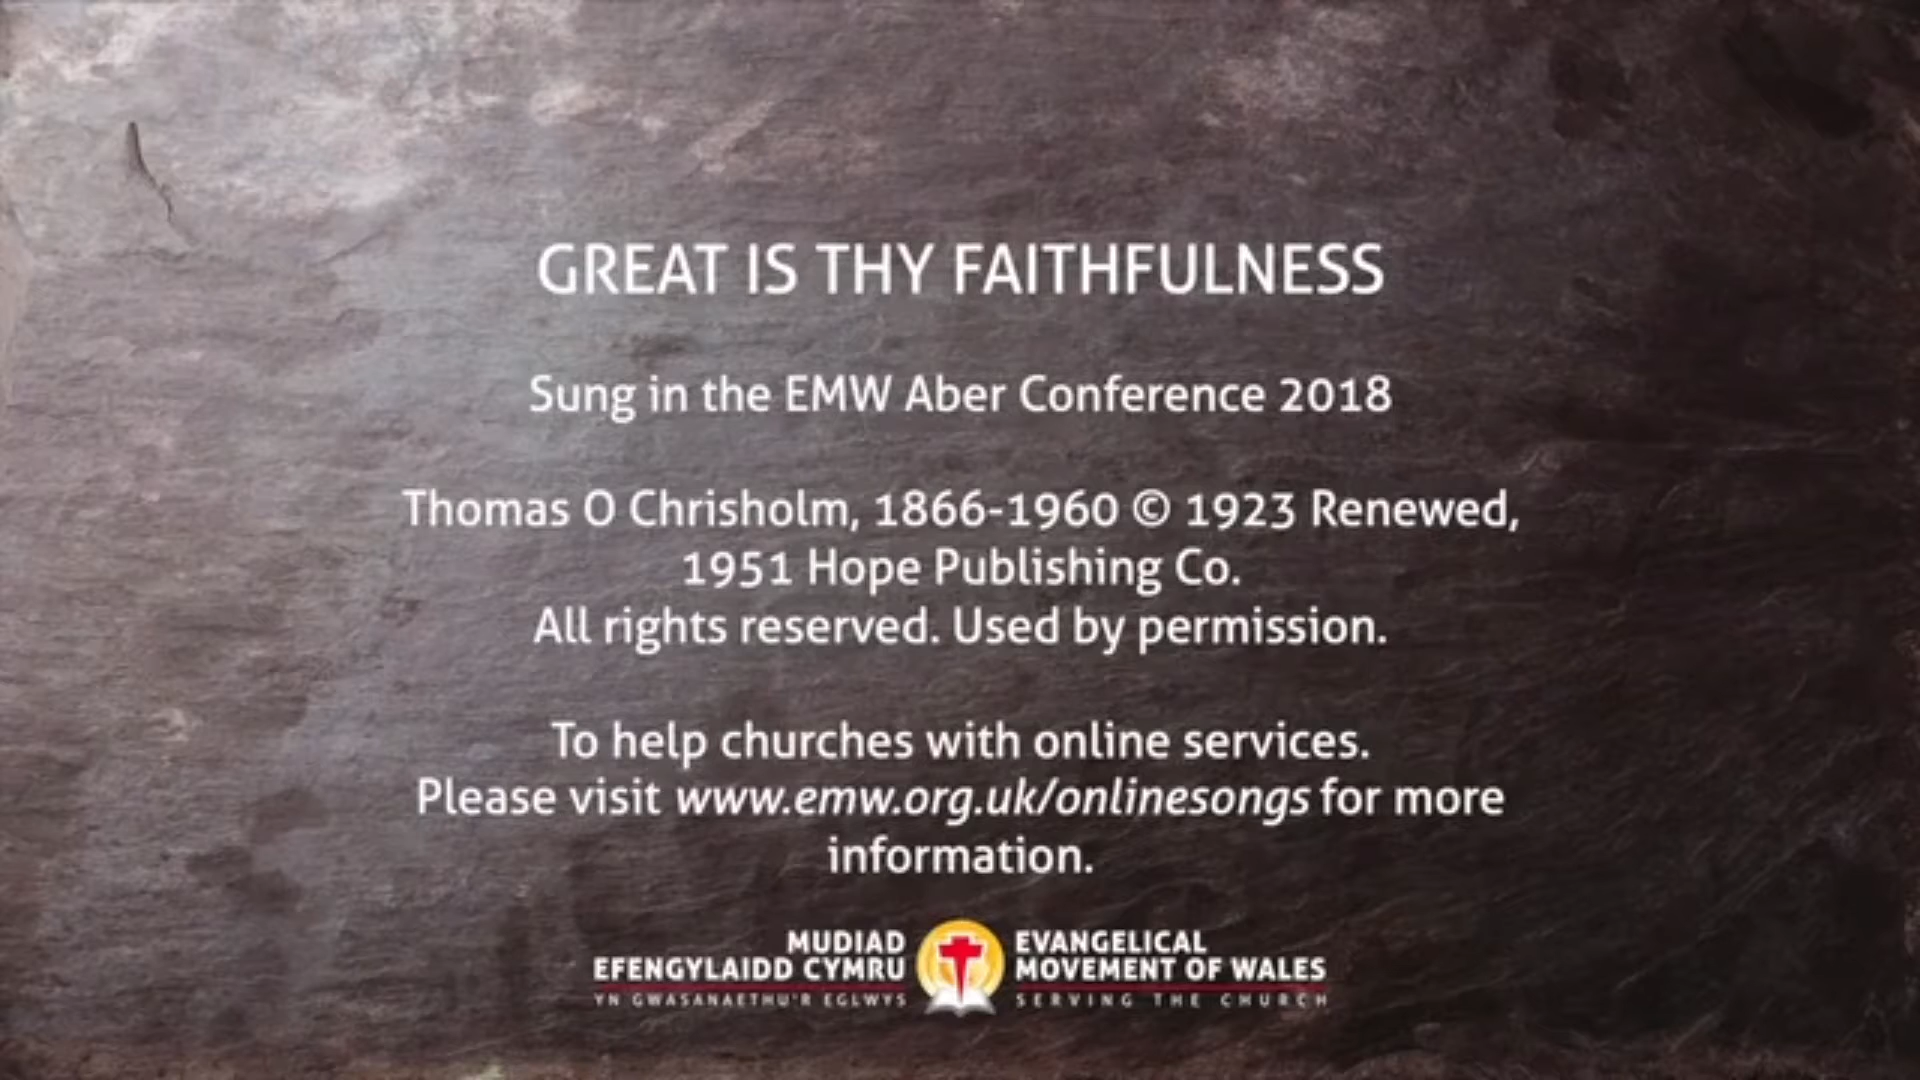 GREAT IS THY FAITHFULNESS
Sung in the EMW Aber Conference 2018
Thomas O Chrisholm, 1866-1960 © 1923 Renewed,
1951 Hope Publishing Co.
All rights reserved. Used by permission.
To help churches with online services.
Please visit www.emw.org.uk/onlinesongs for more
information.
MUDIAD
EFENGYLAIDD CYMRU
YN GWASANAETHU'R EGLWYS
EVANGELICAL
MOVEMENT OF WALES
SERVING THE CHURCH